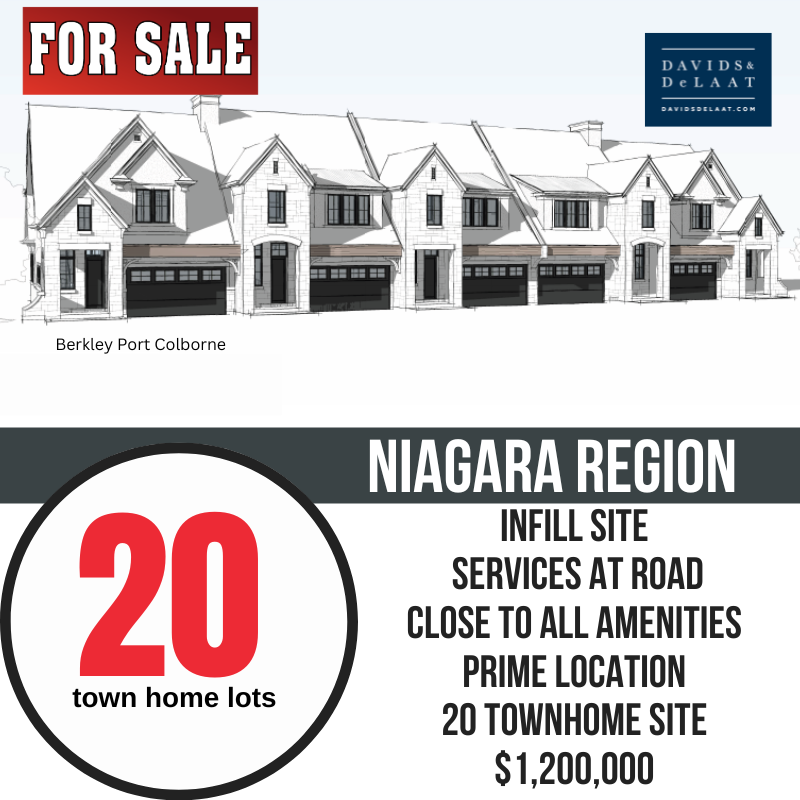 FOR SALE
DAVIDS &
DeLAAT
DAVIDSDELAAT.COM
Berkley Port Colborne
NIAGARA REGION
20
town home lots
INFILL SITE
SERVICES AT ROAD
CLOSE TO ALL AMENITIES
PRIME LOCATION
20 TOWNHOME SITE
$1,200,000